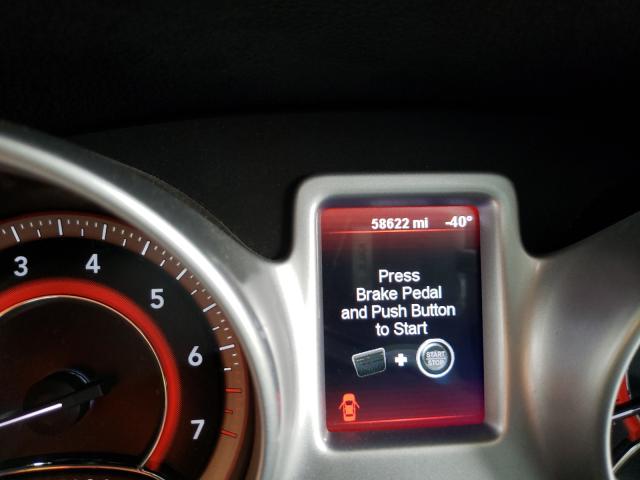 58622 mi -40°
Press
Brake Pedal
and Push Button
to Start
START
STOP
3
4
5
6
7